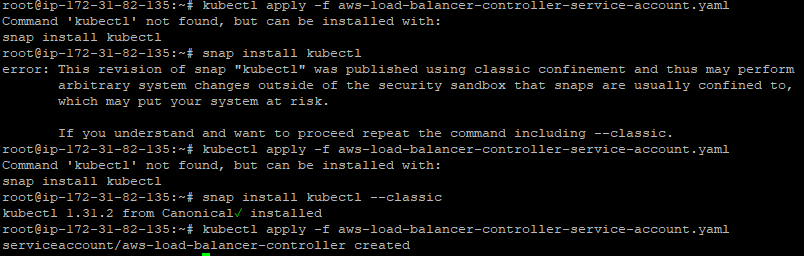 root@ip-172-31-82-135:~# kubectl apply -f aws-load-balancer-controller-service-account.yaml
Command 'kubectl' not found, but can be installed with:
snap install kubectl
root@ip-172-31-82-135:~# snap install kubectl
error: This revision of snap "kubectl" was published using classic confinement and thus may perform
arbitrary system changes outside of the security sandbox that snaps are usually confined to,
which may put your system at risk.
If you understand and want to proceed repeat the command including --classic.
root@ip-172-31-82-135:~# kubectl apply -f aws-load-balancer-controller-service-account.yaml
Command 'kubectl' not found, but can be installed with:
snap install kubectl
root@ip-172-31-82-135:~# snap install kubectl --classic
kubectl 1.31.2 from Canonical✓ installed
root@ip-172-31-82-135:~# kubectl apply -f aws-load-balancer-controller-service-account.yaml
serviceaccount/aws-load-balancer-controller created